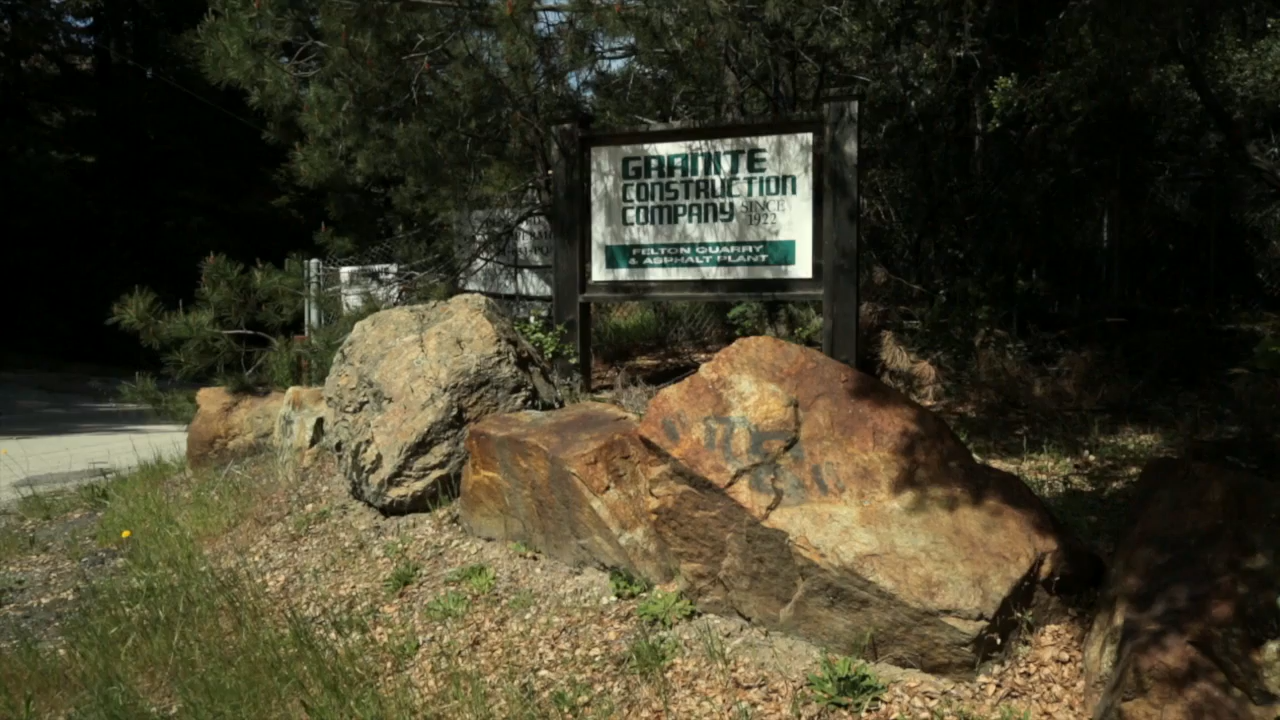 GRANITE
CONSTRUCTION
COMPANY SINCE
1922
FELTON QUARRY
& ASPHALT PLANT